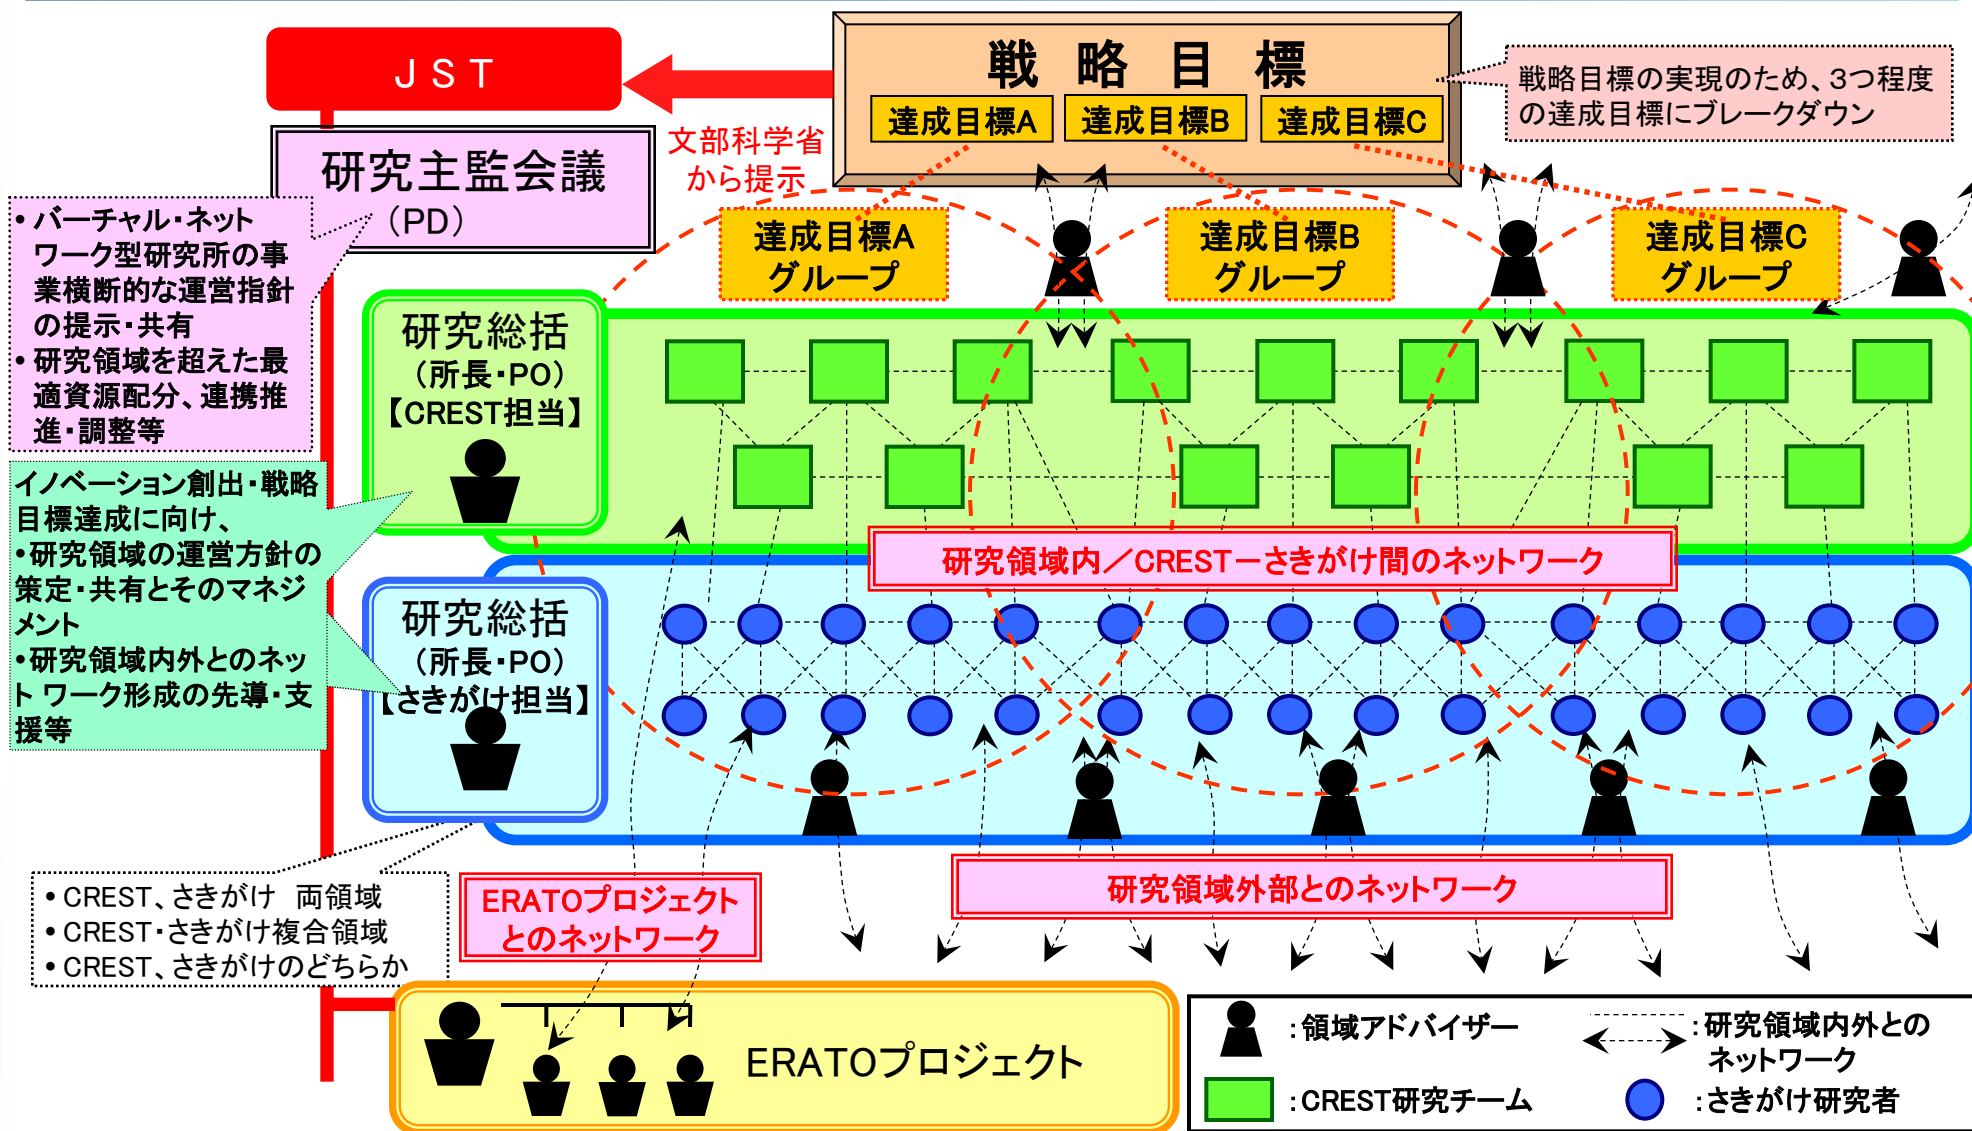 JST
戦略目標
達成目標A
達成目標B
達成目標C
戦略目標の実現のため、3つ程度
の達成目標にブレークダウン
文部科学省
から提示
研究主監会議
(PD)
•バーチャル・ネット
ワーク型研究所の事
業横断的な運営指針
の提示・共有
•研究領域を超えた最
適資源配分、連携推
進・調整等
達成目標A
グループ
達成目標B
グループ
達成目標C
グループ
研究総括
(所長・PO)
【CREST担当】
イノベーション創出・戦略
目標達成に向け、
・研究領域の運営方針の
策定・共有とそのマネジ
メント
・研究領域内外とのネッ
ト ワーク形成の先導・支
援等
研究領域内/CREST-さきがけ間のネットワーク
研究総括
(所長・PO)
【さきがけ担当】
•CREST、さきがけ 両領域
•CREST・さきがけ複合領域
•CREST、さきがけのどちらか
ERATOプロジェクト
とのネットワーク
研究領域外部とのネットワーク
ERATOプロジェクト
:領域アドバイザー
:研究領域内外との
ネットワーク
:CREST研究チーム
:さきがけ研究者